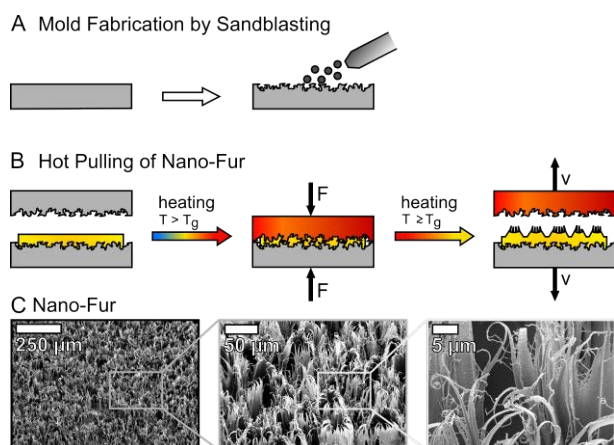 A Mold Fabrication by Sandblasting
B Hot Pulling of Nano-Fur
heating
T > Tg
F
F
heating
T ≥ Tg
v
v
C Nano-Fur
250 μm
50 μm
5 μm